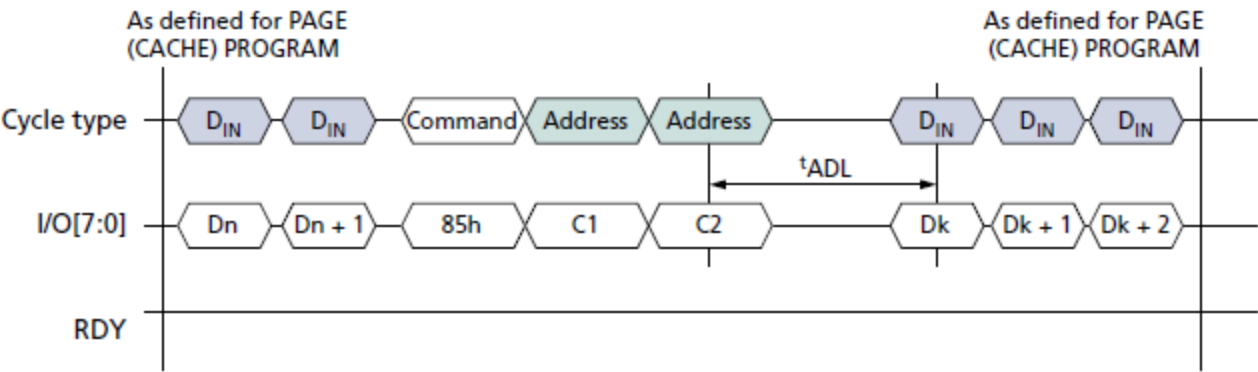 As defined for PAGE
(CACHE) PROGRAM
As defined for PAGE
(CACHE) PROGRAM
Cycle type DIN DIN Command Address Address DIN DIN DIN
tADL
I/O[7:0] Dn Dn + 1 85h C1 C2 Dk Dk + 1 Dk + 2
RDY